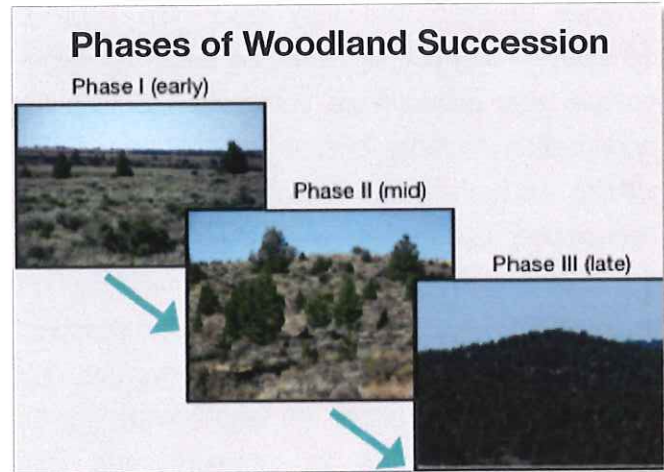 Phases of Woodland Succession
Phase I (early)
Phase II (mid)
Phase III (late)